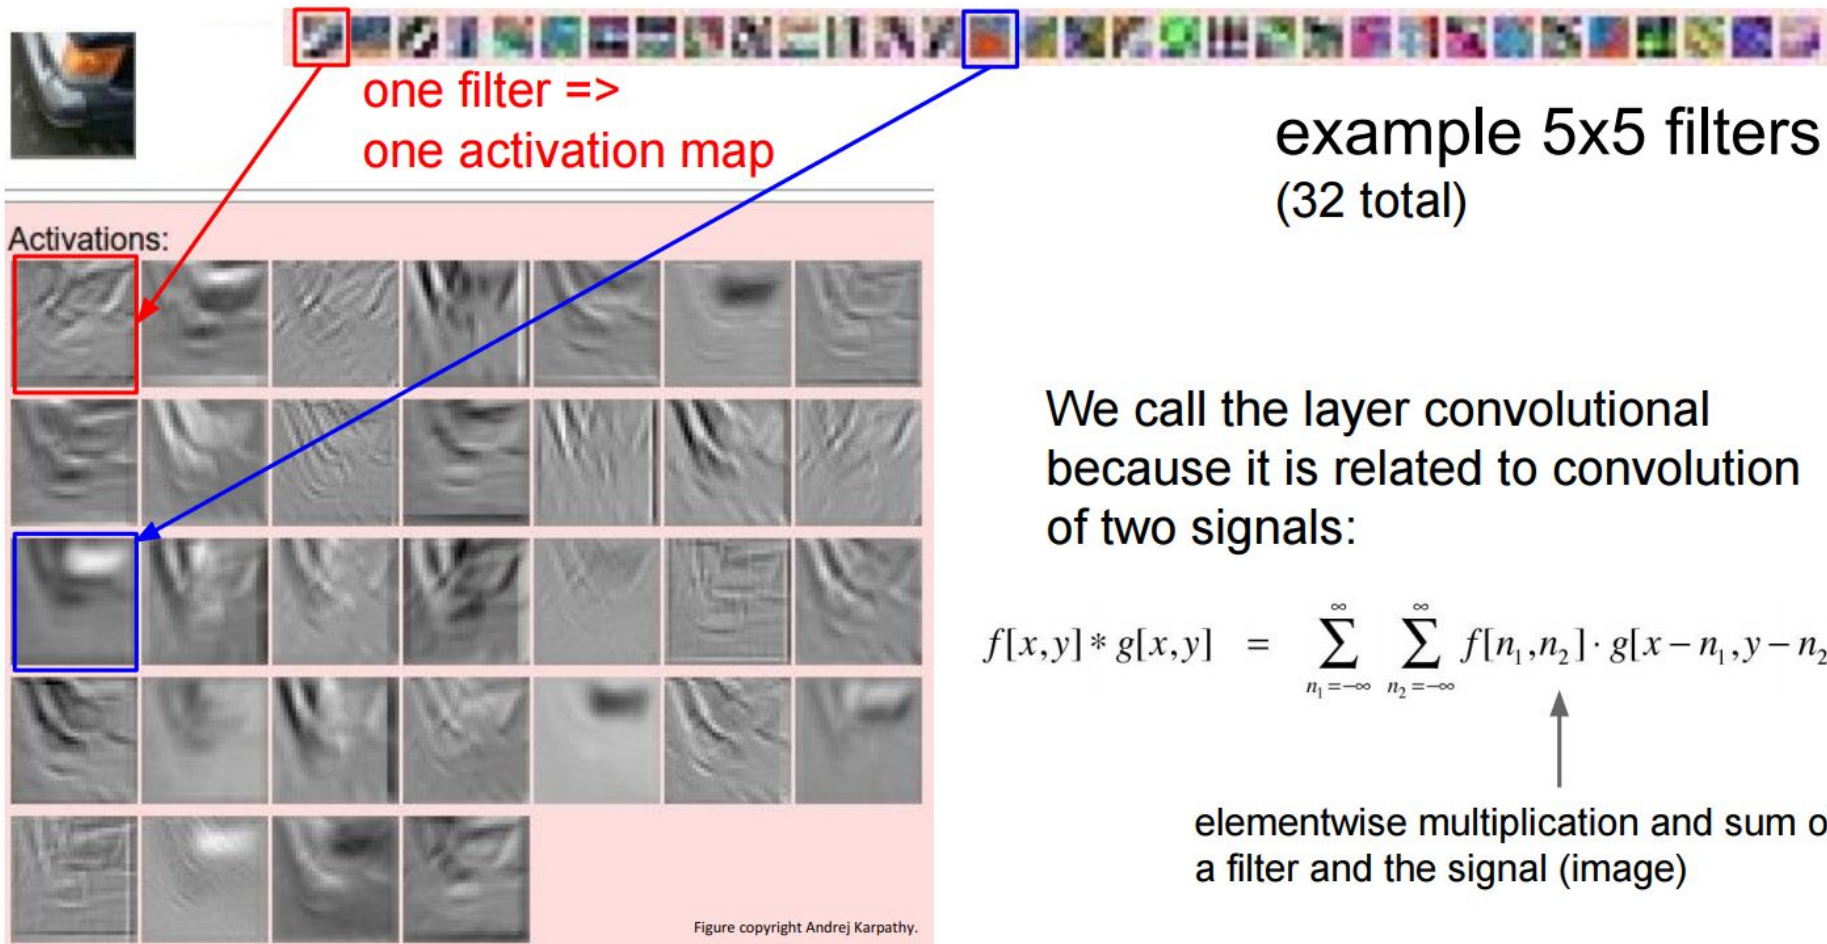 one filter =>
one activation map
example 5x5 filters
(32 total)
Activations:
We call the layer convolutional
because it is related to convolution
of two signals:
f[x,y] * g[x,y] = ∑_{n₁=-∞}^{∞} ∑_{n₂=-∞}^{∞} f[n₁,n₂] · g[x − n₁, y − n₂
elementwise multiplication and sum o
a filter and the signal (image)
Figure copyright Andrej Karpathy.